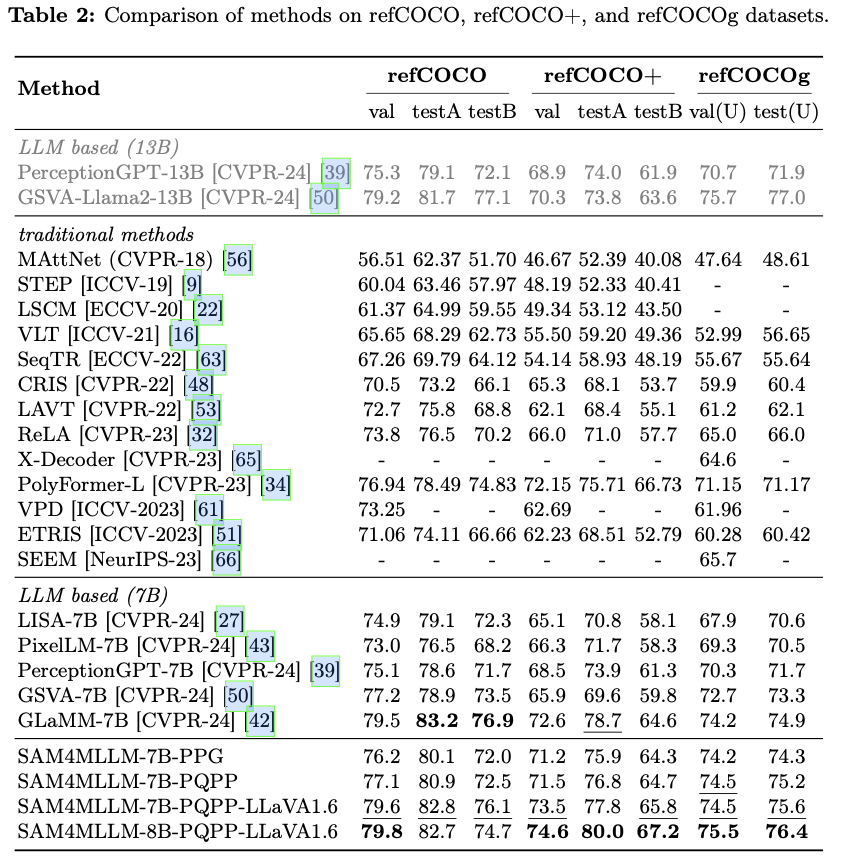 Table 2: Comparison of methods on refCOCO, refCOCO+, and refCOCOg datasets.
Method refCOCO refCOCO+ refCOCOg
val testA testB val testA testB val(U) test(U)
LLM based (13B)
PerceptionGPT-13B [CVPR-24] [39] 75.3 79.1 72.1 68.9 74.0 61.9 70.7 71.9
GSVA-Llama2-13B [CVPR-24] [50] 79.2 81.7 77.1 70.3 73.8 63.6 75.7 77.0
traditional methods
MAttNet (CVPR-18) [56] 56.51 62.37 51.70 46.67 52.39 40.08 47.64 48.61
STEP [ICCV-19] [9] 60.04 63.46 57.97 48.19 52.33 40.41 - -
LSCM [ECCV-20] [22] 61.37 64.99 59.55 49.34 53.12 43.50 - -
VLT [ICCV-21] [16] 65.65 68.29 62.73 55.50 59.20 49.36 52.99 56.65
SeqTR [ECCV-22] [63] 67.26 69.79 64.12 54.14 58.93 48.19 55.67 55.64
CRIS [CVPR-22] [48] 70.5 73.2 66.1 65.3 68.1 53.7 59.9 60.4
LAVT [CVPR-22] [53] 72.7 75.8 68.8 62.1 68.4 55.1 61.2 62.1
ReLA [CVPR-23] [32] 73.8 76.5 70.2 66.0 71.0 57.7 65.0 66.0
X-Decoder [CVPR-23] [65] - - - - - - 64.6 -
PolyFormer-L [CVPR-23] [34] 76.94 78.49 74.83 72.15 75.71 66.73 71.15 71.17
VPD [ICCV-2023] [61] 73.25 - - 62.69 - - 61.96 -
ETRIS [ICCV-2023] [51] 71.06 74.11 66.66 62.23 68.51 52.79 60.28 60.42
SEEM [NeurIPS-23] [66] - - - - - - 65.7 -
LLM based (7B)
LISA-7B [CVPR-24] [27] 74.9 79.1 72.3 65.1 70.8 58.1 67.9 70.6
PixelLM-7B [CVPR-24] [43] 73.0 76.5 68.2 66.3 71.7 58.3 69.3 70.5
PerceptionGPT-7B [CVPR-24] [39] 75.1 78.6 71.7 68.5 73.9 61.3 70.3 71.7
GSVA-7B [CVPR-24] [50] 77.2 78.9 73.5 65.9 69.6 59.8 72.7 73.3
GLaMM-7B [CVPR-24] [42] 79.5 83.2 76.9 72.6 78.7 64.6 74.2 74.9
SAM4MLLM-7B-PPG 76.2 80.1 72.0 71.2 75.9 64.3 74.2 74.3
SAM4MLLM-7B-PQPP 77.1 80.9 72.5 71.5 76.8 64.7 74.5 75.2
SAM4MLLM-7B-PQPP-LLaVA1.6 79.6 82.8 76.1 73.5 77.8 65.8 74.5 75.6
SAM4MLLM-8B-PQPP-LLaVA1.6 79.8 82.7 74.7 74.6 80.0 67.2 75.5 76.4